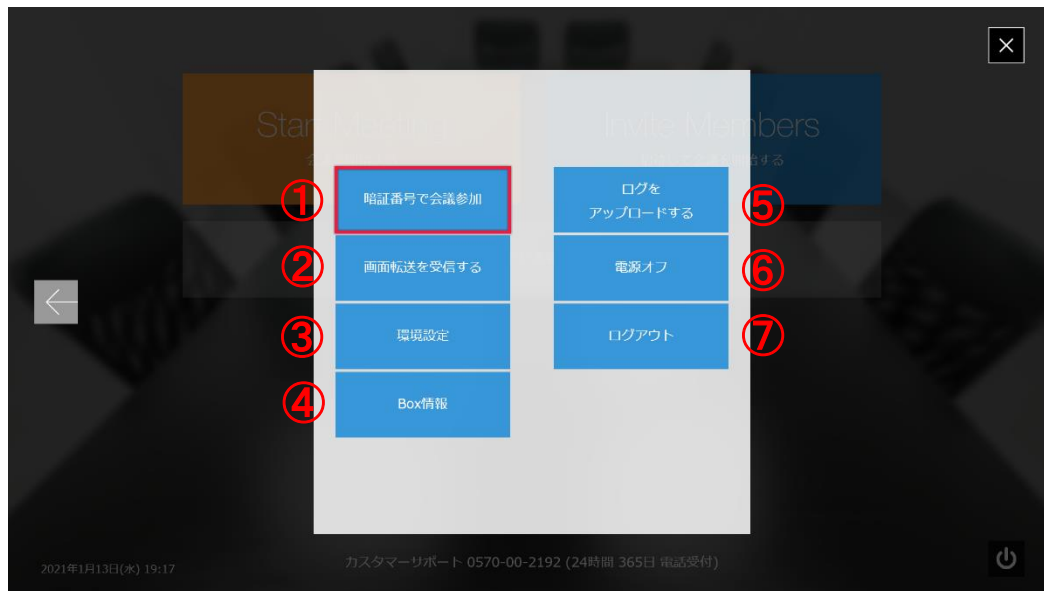 Invite Members
① 暗証番号で会議参加
② 画面転送を受信する
③ 環境設定
④ Box情報
ログを
アップロードする ⑤
電源オフ ⑥
ログアウト ⑦
カスタマーサポート 0570-00-2192 (24時間 365日 電話受付)
2021年1月13日(水) 19:17